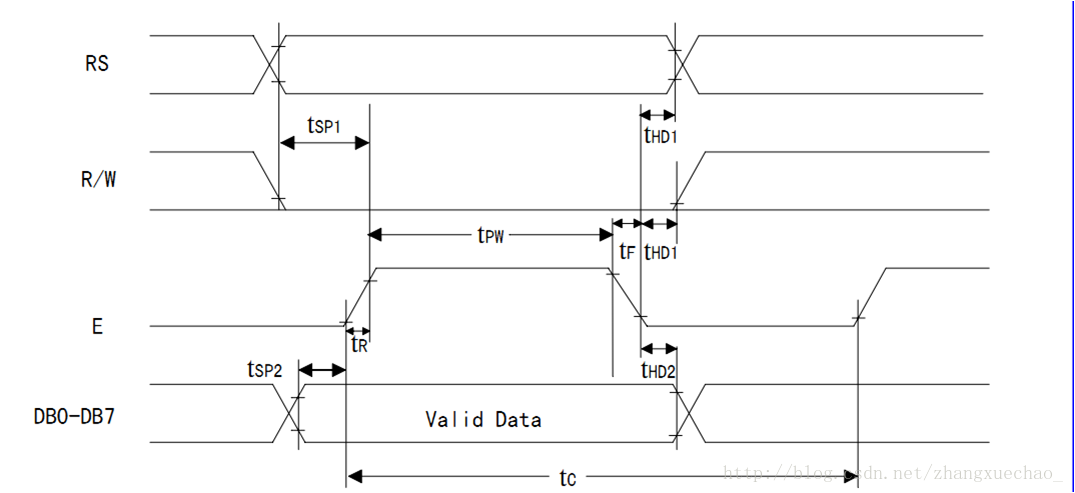 RS
tSP1
tHD1
R/W
tPW
tF
tHD1
E
tR
tSP2
tHD2
DB0-DB7
Valid Data
tC
http://blog.csdn.net/zhangxuechao_